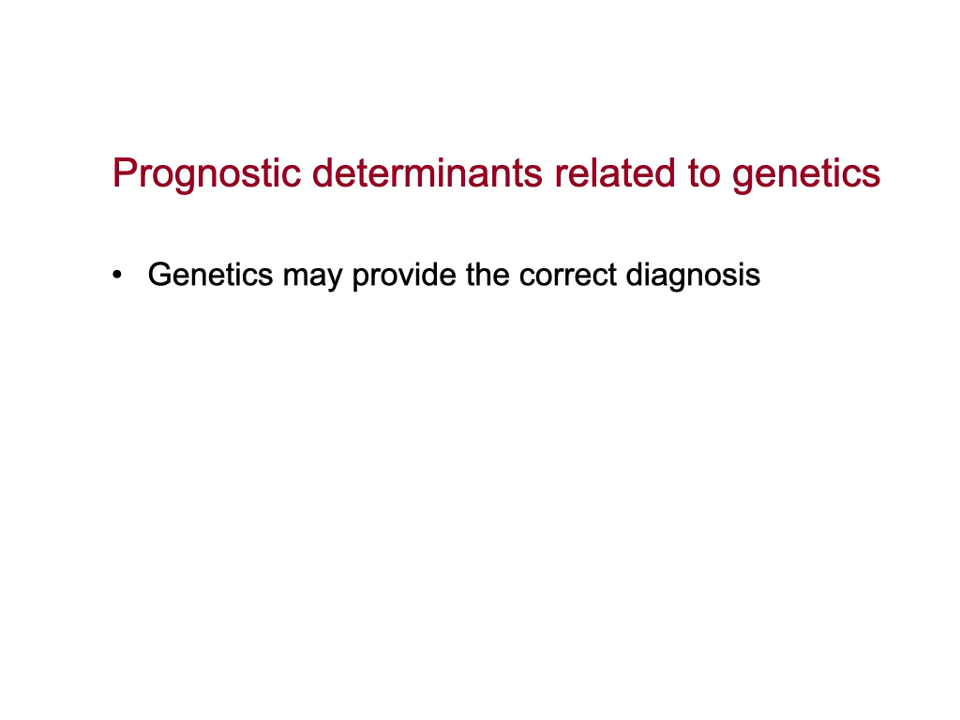 Prognostic determinants related to genetics
• Genetics may provide the correct diagnosis